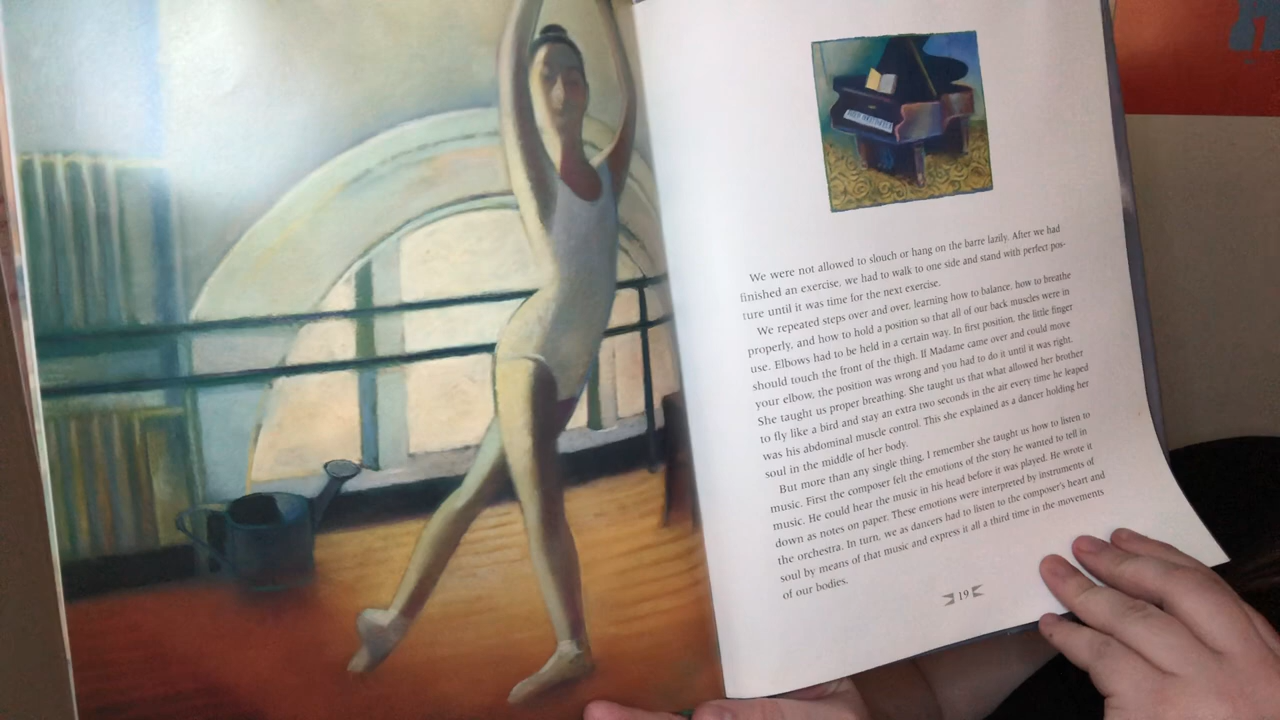 We were not allowed to slouch or hang on the barre lazily. After we had
finished an exercise, we had to walk to one side and stand with perfect pos-
ture until it was time for the next exercise.
We repeated steps over and over, learning how to balance, how to breathe
properly, and how to hold a position so that all of our back muscles were in
use. Elbows had to be held in a certain way. In first position, the little finger
should touch the front of the thigh. If Madame came over and could move
your elbow, the position was wrong and you had to do it until it was right.
She taught us proper breathing. She taught us that what allowed her brother
to fly like a bird and stay an extra two seconds in the air every time he leaped
was his abdominal muscle control. This she explained as a dancer holding her
soul in the middle of her body.
But more than any single thing, I remember she taught us how to listen to
music. First the composer felt the emotions of the story he wanted to tell in
music. He could hear the music in his head before it was played. He wrote it
down as notes on paper. These emotions were interpreted by instruments of
the orchestra. In turn, we as dancers had to listen to the composer's heart and
soul by means of that music and express it all a third time in the movements
of our bodies.
19
1